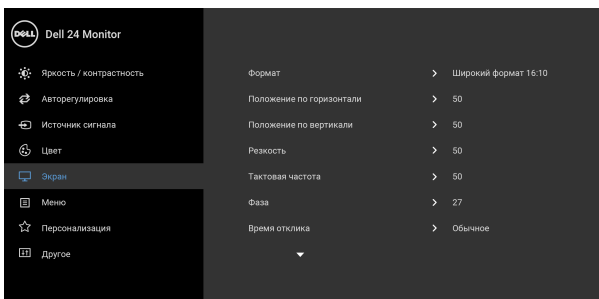 DELL Dell 24 Monitor
Яркость / контрастность
Авторегулировка
Источник сигнала
Цвет
Экран
Меню
Персонализация
Другое
Формат > Широкий формат 16:10
Положение по горизонтали > 50
Положение по вертикали > 50
Резкость > 50
Тактовая частота > 50
Фаза > 27
Время отклика > Обычное